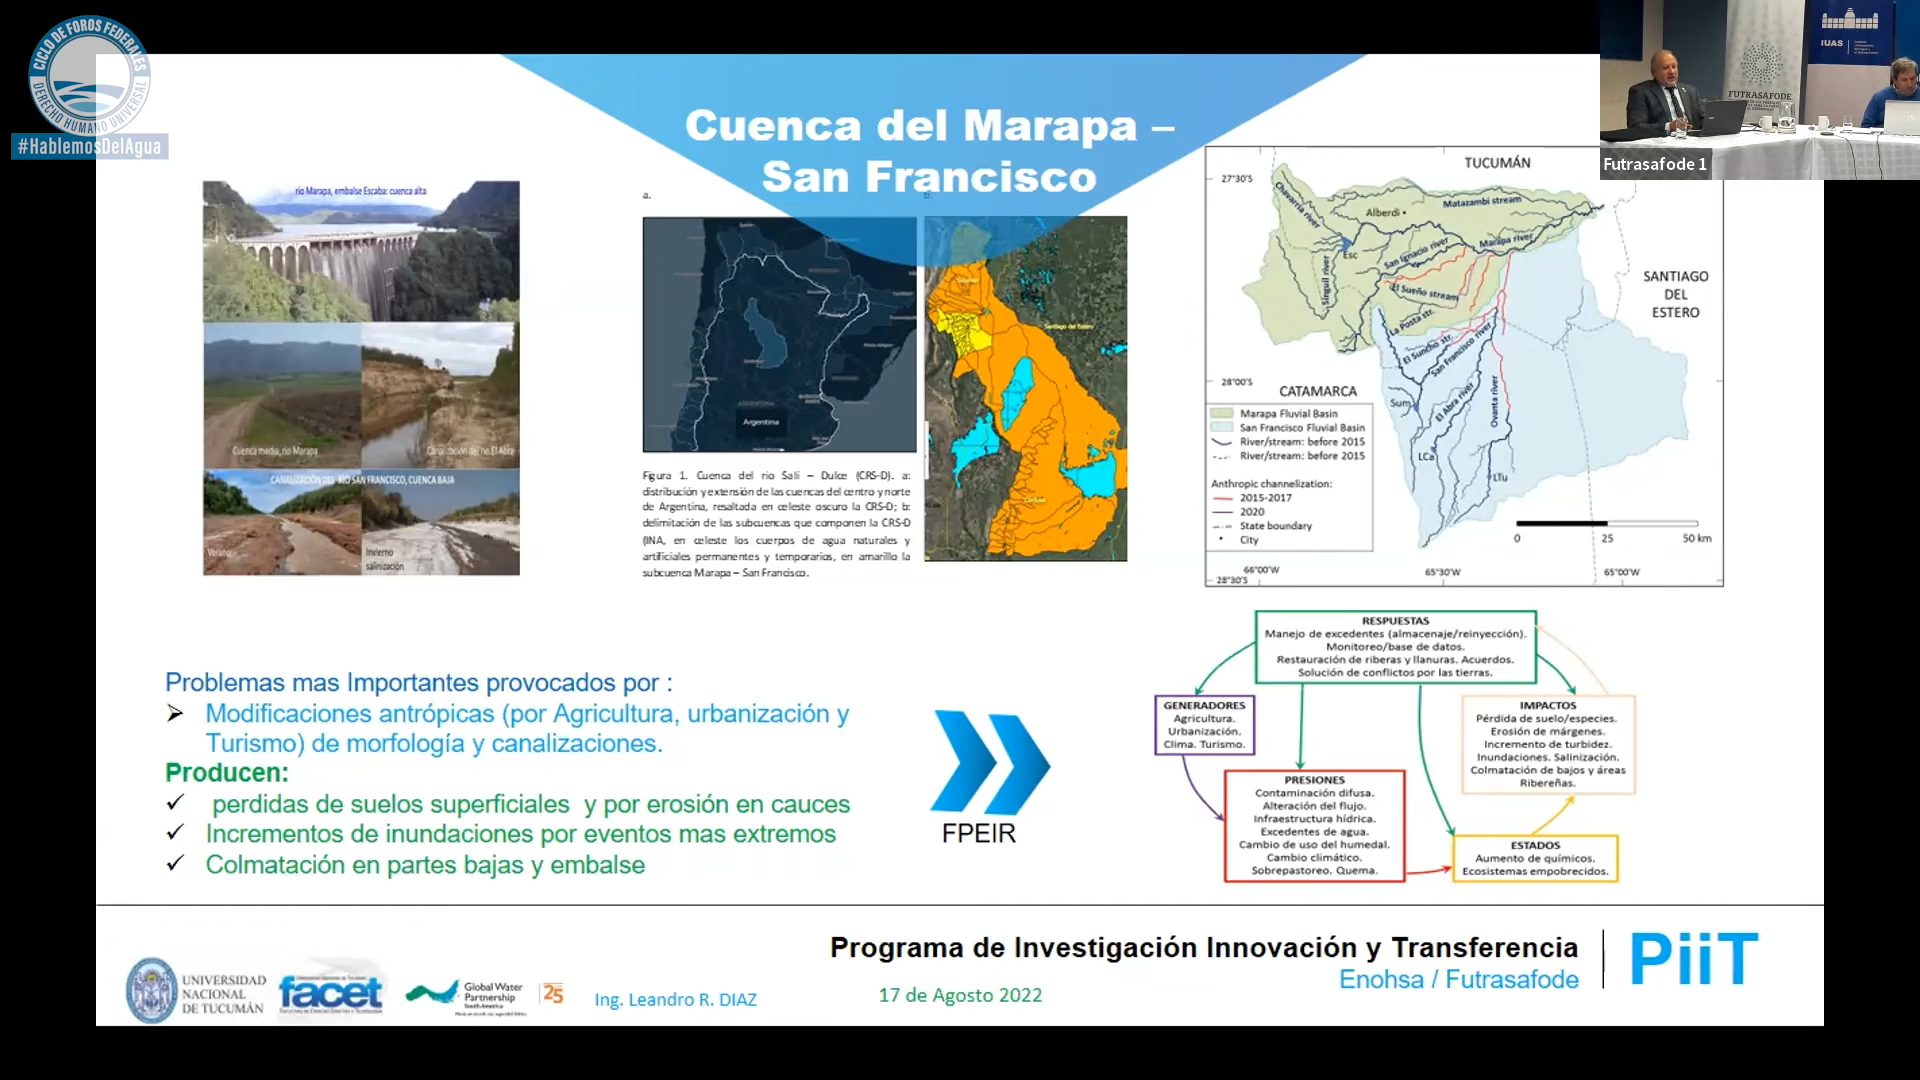 CICLO DE FOROS FEDERALES
DERECHO HUMANO UNIVERSAL
#HablemosDelAgua
Cuenca del Marapa –
San Francisco
IUAS
FUTRASAFODE
Futrasafode 1
río Marapa, embalse Escaba: cuenca alta
Cuenca media, rio Marapa
Canalización del rio El Abra
CANALIZACIÓN DEL RÍO SAN FRANCISCO, CUENCA BAJA
Verano
Invierno
salinización
a.
Argentina
Santiago del Estero
Figura 1. Cuenca del río Salí – Dulce (CRS-D). a:
distribución y extensión de las cuencas del centro y norte
de Argentina, resaltada en celeste oscuro la CRS-D; b:
delimitación de las subcuencas que componen la CRS-D
(INA, en celeste los cuerpos de agua naturales y
artificiales permanentes y temporarios, en amarillo la
subcuenca Marapa – San Francisco.
TUCUMÁN
27°30'S
Chavarria river
Alberdi
Matazambi stream
Marapa river
San Ignacio river
Esc
Singuil river
El Sueño stream
La Posta str.
SANTIAGO
DEL
ESTERO
El Suncho str.
San Francisco river
28°00'S
CATAMARCA
Sum
El Abra river
Ovanta river
LCa
LTu
Marapa Fluvial Basin
San Francisco Fluvial Basin
River/stream: before 2015
River/stream: before 2015
Anthropic channelization:
2015-2017
2020
State boundary
City
0 25 50 km
66°00'W
65°30'W
65°00'W
28°30'S
Problemas mas Importantes provocados por :
Modificaciones antrópicas (por Agricultura, urbanización y
Turismo) de morfología y canalizaciones.
Producen:
perdidas de suelos superficiales y por erosión en cauces
Incrementos de inundaciones por eventos mas extremos
Colmatación en partes bajas y embalse
FPEIR
RESPUESTAS
Manejo de excedentes (almacenaje/reinyección).
Monitoreo/base de datos.
Restauración de riberas y llanuras. Acuerdos.
Solución de conflictos por las tierras.
GENERADORES
Agricultura.
Urbanización.
Clima. Turismo.
IMPACTOS
Pérdida de suelo/especies.
Erosión de márgenes.
Incremento de turbidez.
Inundaciones. Salinización.
Colmatación de bajos y áreas
Ribereñas.
PRESIONES
Contaminación difusa.
Alteración del flujo.
Infraestructura hídrica.
Excedentes de agua.
Cambio de uso del humedal.
Cambio climático.
Sobrepastoreo. Quema.
ESTADOS
Aumento de químicos.
Ecosistemas empobrecidos.
Programa de Investigación Innovación y Transferencia
Enohsa / Futrasafode
PiiT
UNIVERSIDAD
NACIONAL
DE TUCUMÁN
facet
Global Water
Partnership
South America
25
Ing. Leandro R. DIAZ
17 de Agosto 2022